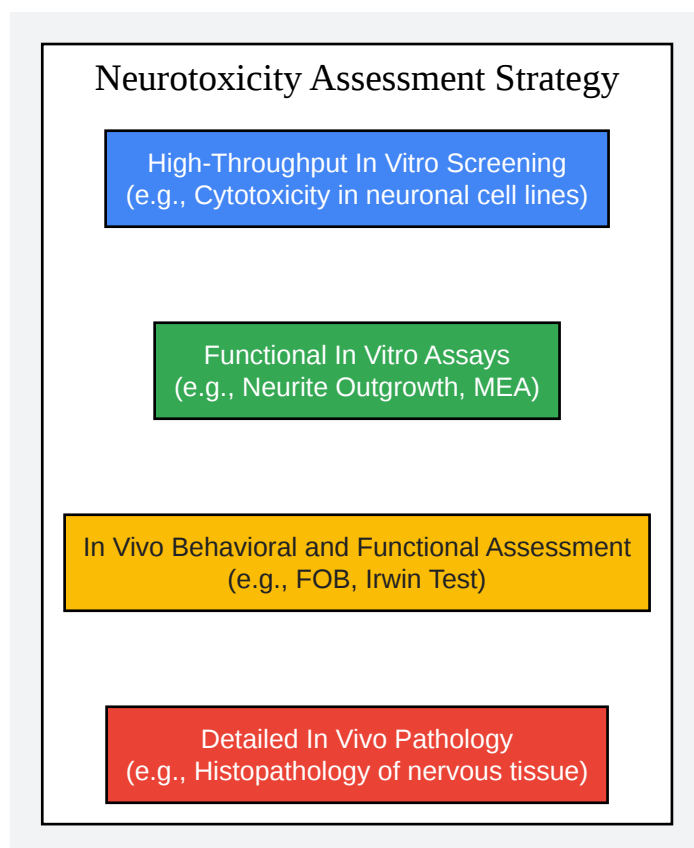 Neurotoxicity Assessment Strategy
High-Throughput In Vitro Screening
(e.g., Cytotoxicity in neuronal cell lines)
Functional In Vitro Assays
(e.g., Neurite Outgrowth, MEA)
In Vivo Behavioral and Functional Assessment
(e.g., FOB, Irwin Test)
Detailed In Vivo Pathology
(e.g., Histopathology of nervous tissue)